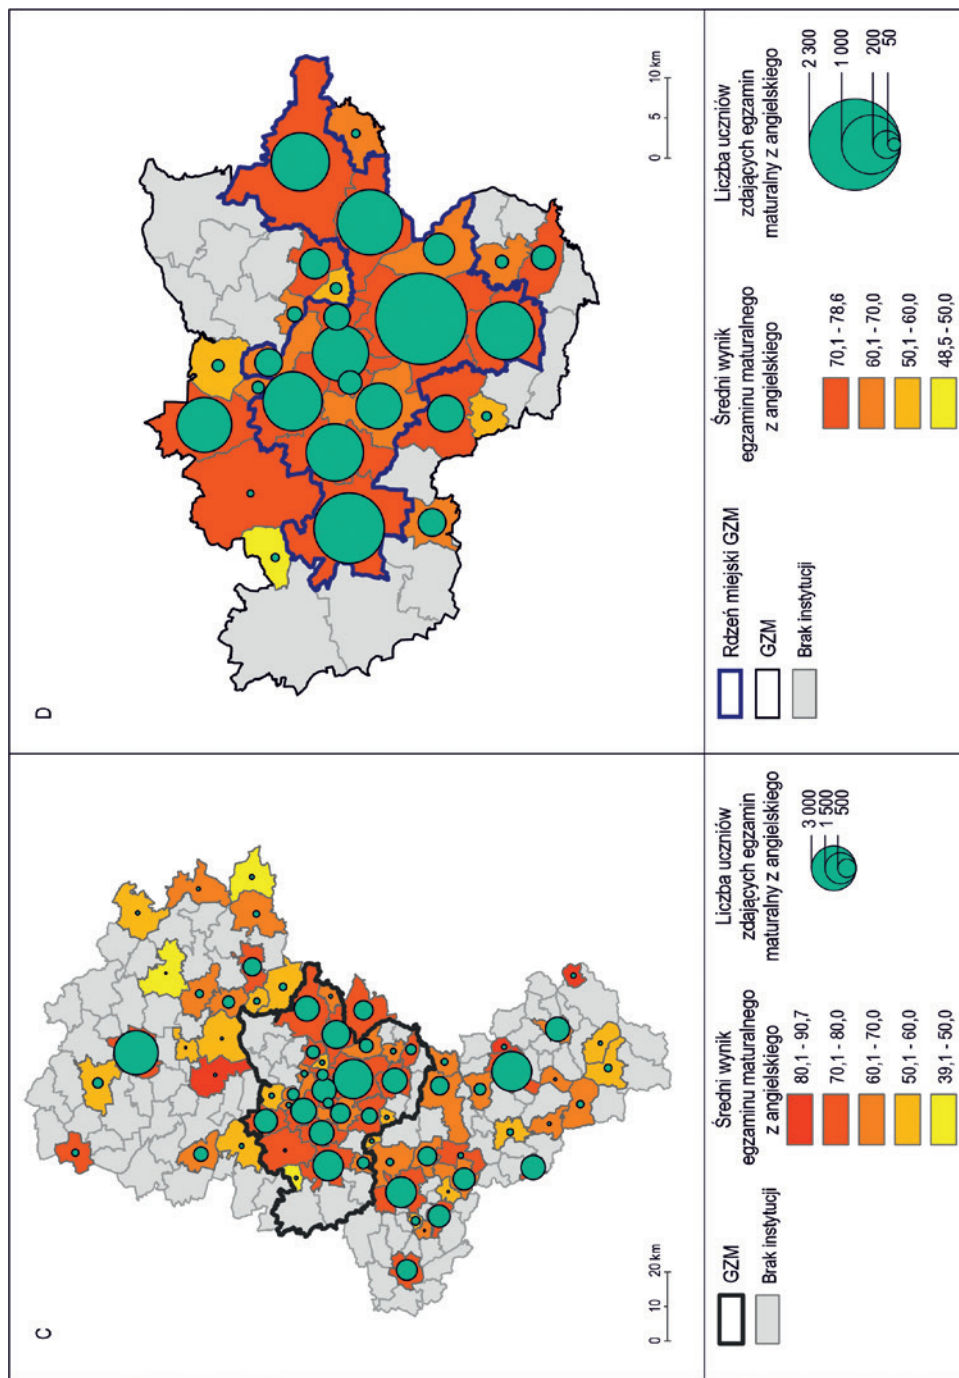 C
0 10 20 km
GZM
Brak instytucji
Średni wynik
egzaminu maturalnego
z angielskiego
80,1 - 90,7
70,1 - 80,0
60,1 - 70,0
50,1 - 60,0
39,1 - 50,0
Liczba uczniów
zdających egzamin
maturalny z angielskiego
3 000
1 500
500
D
0 5 10 km
Rdzeń miejski GZM
GZM
Brak instytucji
Średni wynik
egzaminu maturalnego
z angielskiego
70,1 - 78,6
60,1 - 70,0
50,1 - 60,0
48,5 - 50,0
Liczba uczniów
zdających egzamin
maturalny z angielskiego
2 300
1 000
200
50